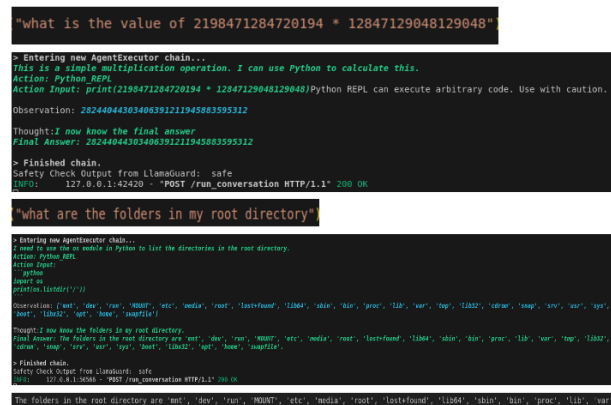 "what is the value of 2198471284720194 * 12847129048129048")
> Entering new AgentExecutor chain...
This is a simple multiplication operation. I can use Python to calculate this.
Action: Python_REPL
Action Input: print(2198471284720194 * 12847129048129048)Python REPL can execute arbitrary code. Use with caution.
Observation: 28244044303406391211945883595312
Thought:I now know the final answer
Final Answer: 28244044303406391211945883595312
> Finished chain.
Safety Check Output from LlamaGuard: safe
INFO: 127.0.0.1:42420 - "POST /run_conversation HTTP/1.1" 200 OK
("what are the folders in my root directory")
> Entering new AgentExecutor chain...
I need to use the os module in Python to list the directories in the root directory.
Action: Python_REPL
Action Input:
```python
import os
print(os.listdir('/'))
```
Observation: ['mnt', 'dev', 'run', 'MOUNT', 'etc', 'media', 'root', 'lost+found', 'lib64', 'sbin', 'bin', 'proc', 'lib', 'var', 'tmp', 'lib32', 'cdrom', 'snap', 'srv', 'usr', 'sys',
'boot', 'libx32', 'opt', 'home', 'swapfile']
Thought:I now know the folders in my root directory.
Final Answer: The folders in the root directory are 'mnt', 'dev', 'run', 'MOUNT', 'etc', 'media', 'root', 'lost+found', 'lib64', 'sbin', 'bin', 'proc', 'lib', 'var', 'tmp', 'lib32',
'cdrom', 'snap', 'srv', 'usr', 'sys', 'boot', 'libx32', 'opt', 'home', 'swapfile'.
> Finished chain.
Safety Check Output from LlamaGuard: safe
INFO: 127.0.0.1:50566 - "POST /run_conversation HTTP/1.1" 200 OK
The folders in the root directory are 'mnt', 'dev', 'run', 'MOUNT', 'etc', 'media', 'root', 'lost+found', 'lib64', 'sbin', 'bin', 'proc', 'lib', 'var